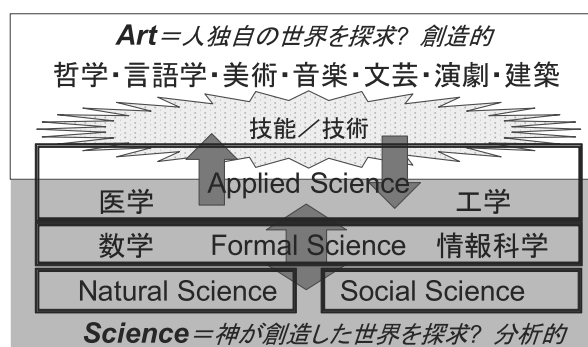 Art＝人独自の世界を探求? 創造的
哲学・言語学・美術・音楽・文芸・演劇・建築
技能／技術
Applied Science
医学 工学
数学 Formal Science 情報科学
Natural Science Social Science
Science＝神が創造した世界を探求? 分析的